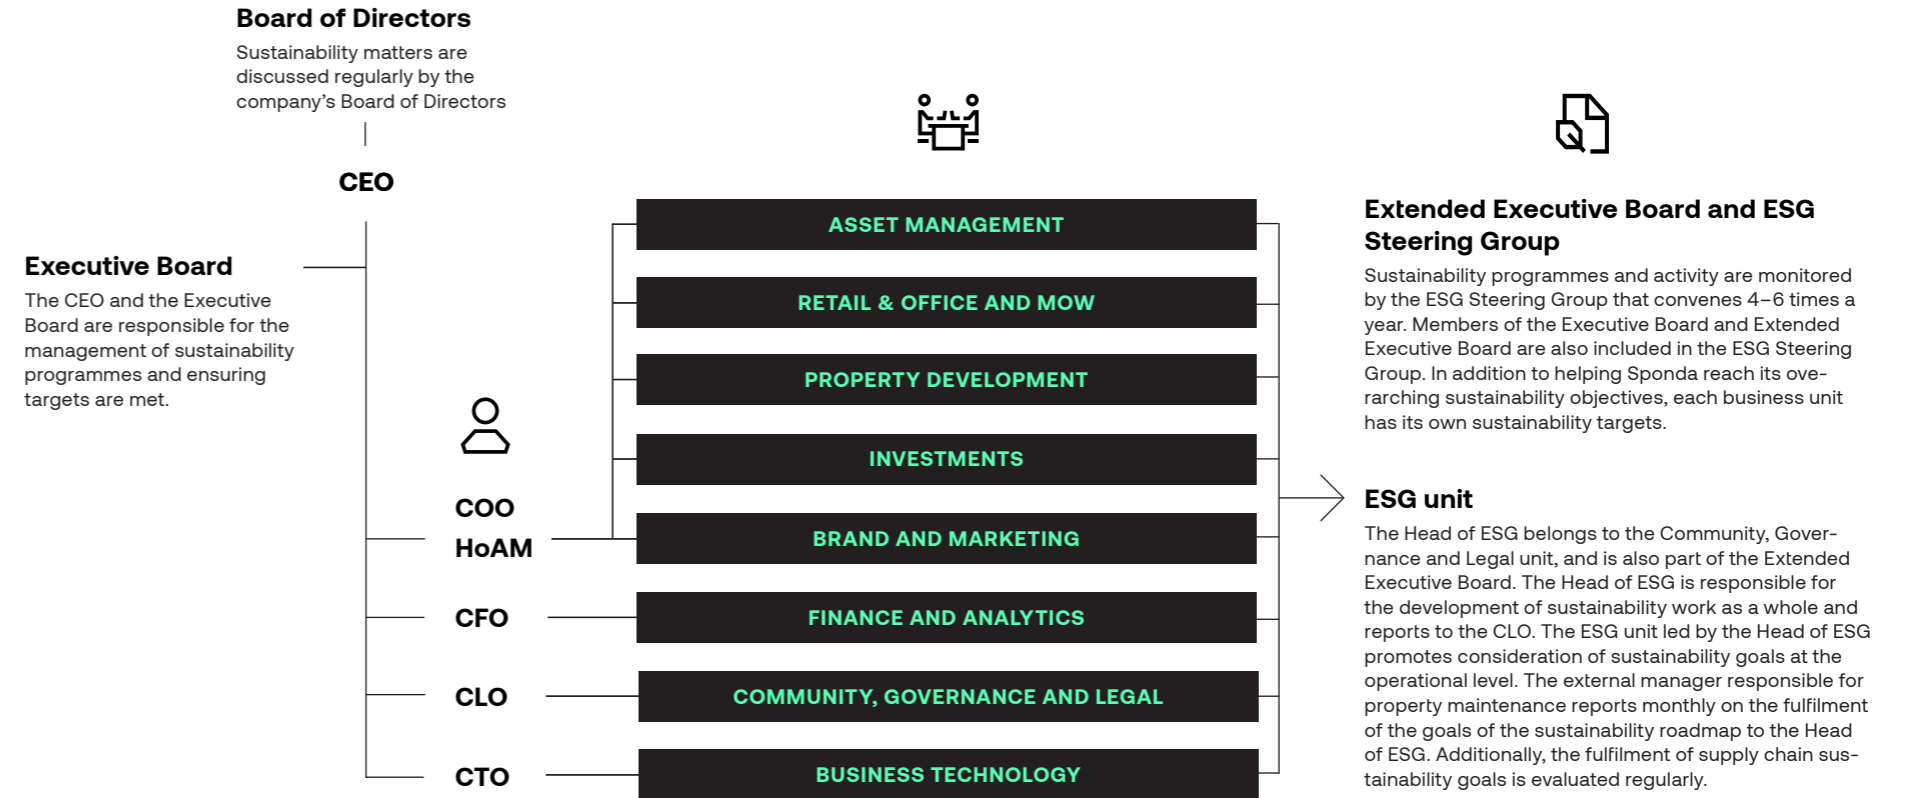 Board of Directors
Sustainability matters are
discussed regularly by the
company’s Board of Directors
CEO
Executive Board
The CEO and the Executive
Board are responsible for the
management of sustainability
programmes and ensuring
targets are met.
COO
HoAM
CFO
CLO
CTO
ASSET MANAGEMENT
RETAIL & OFFICE AND MOW
PROPERTY DEVELOPMENT
INVESTMENTS
BRAND AND MARKETING
FINANCE AND ANALYTICS
COMMUNITY, GOVERNANCE AND LEGAL
BUSINESS TECHNOLOGY
Extended Executive Board and ESG
Steering Group
Sustainability programmes and activity are monitored
by the ESG Steering Group that convenes 4–6 times a
year. Members of the Executive Board and Extended
Executive Board are also included in the ESG Steering
Group. In addition to helping Sponda reach its ove-
rarching sustainability objectives, each business unit
has its own sustainability targets.
ESG unit
The Head of ESG belongs to the Community, Gover-
nance and Legal unit, and is also part of the Extended
Executive Board. The Head of ESG is responsible for
the development of sustainability work as a whole and
reports to the CLO. The ESG unit led by the Head of ESG
promotes consideration of sustainability goals at the
operational level. The external manager responsible for
property maintenance reports monthly on the fulfilment
of the goals of the sustainability roadmap to the Head
of ESG. Additionally, the fulfilment of supply chain sus-
tainability goals is evaluated regularly.